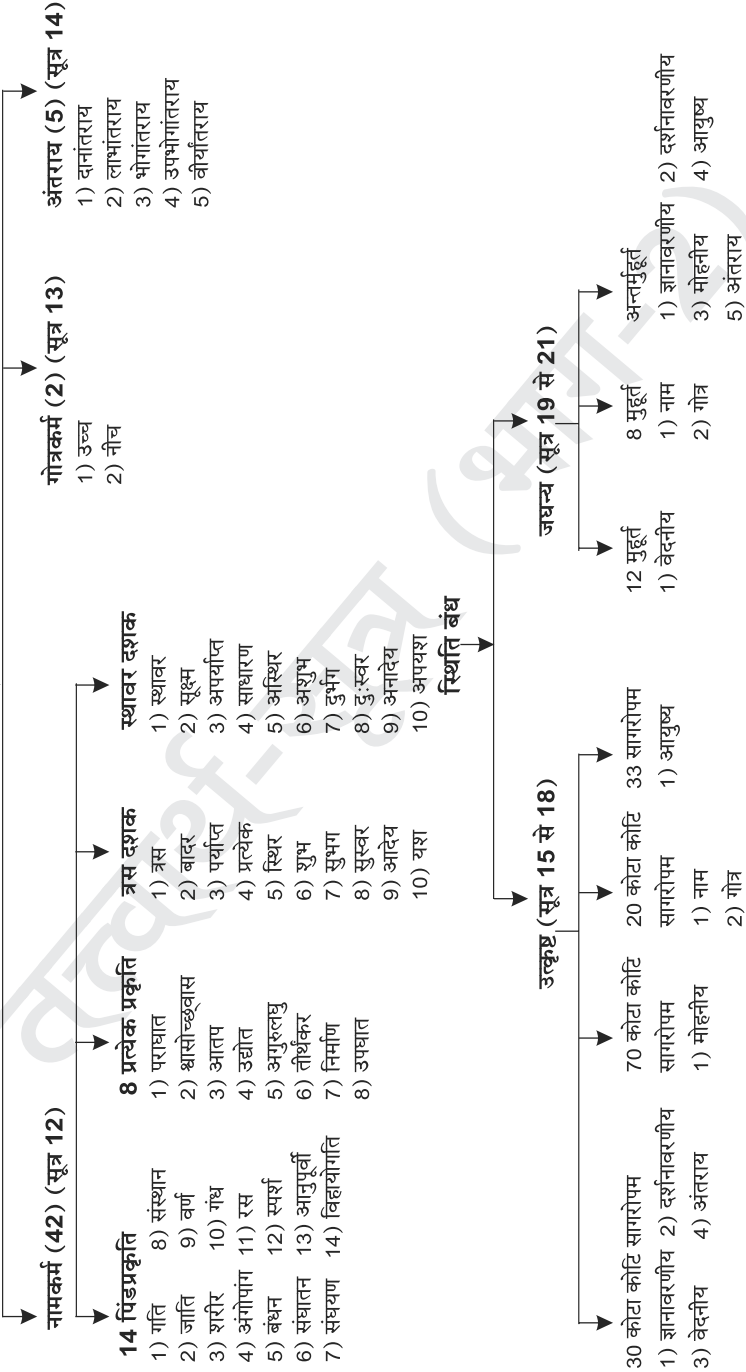 नामकर्म (42) (सूत्र 12)
14 पिंडप्रकृति
1) गति 8) संस्थान
2) जाति 9) वर्ण
3) शरीर 10) गंध
4) अंगोपांग 11) रस
5) बंधन 12) स्पर्श
6) संघातन 13) आनुपूर्वी
7) संघयण 14) विहायोगति
8 प्रत्येक प्रकृति
1) पराघात
2) श्वासोच्छ्वास
3) आतप
4) उद्योत
5) अगुरुलघु
6) तीर्थंकर
7) निर्माण
8) उपघात
त्रस दशक
1) त्रस
2) बादर
3) पर्याप्त
4) प्रत्येक
5) स्थिर
6) शुभ
7) सुभग
8) सुस्वर
9) आदेय
10) यश
स्थावर दशक
1) स्थावर
2) सूक्ष्म
3) अपर्याप्त
4) साधारण
5) अस्थिर
6) अशुभ
7) दुर्भग
8) दुःस्वर
9) अनादेय
10) अपयश
गोत्रकर्म (2) (सूत्र 13)
1) उच्च
2) नीच
अंतराय (5) (सूत्र 14)
1) दानांतराय
2) लाभांतराय
3) भोगांतराय
4) उपभोगांतराय
5) वीर्यांतराय
स्थिति बंध
उत्कृष्ट (सूत्र 15 से 18)
30 कोटा कोटि सागरोपम
1) ज्ञानावरणीय 2) दर्शनावरणीय
3) वेदनीय 4) अंतराय
70 कोटा कोटि
सागरोपम
1) मोहनीय
20 कोटा कोटि
सागरोपम
1) नाम
2) गोत्र
33 सागरोपम
1) आयुष्य
जघन्य (सूत्र 19 से 21)
12 मुहूर्त
1) वेदनीय
8 मुहूर्त
1) नाम
2) गोत्र
अन्तर्मुहूर्त
1) ज्ञानावरणीय 2) दर्शनावरणीय
3) मोहनीय 4) आयुष्य
5) अंतराय
तत्त्वार्थ-सूत्र (भाग-2)